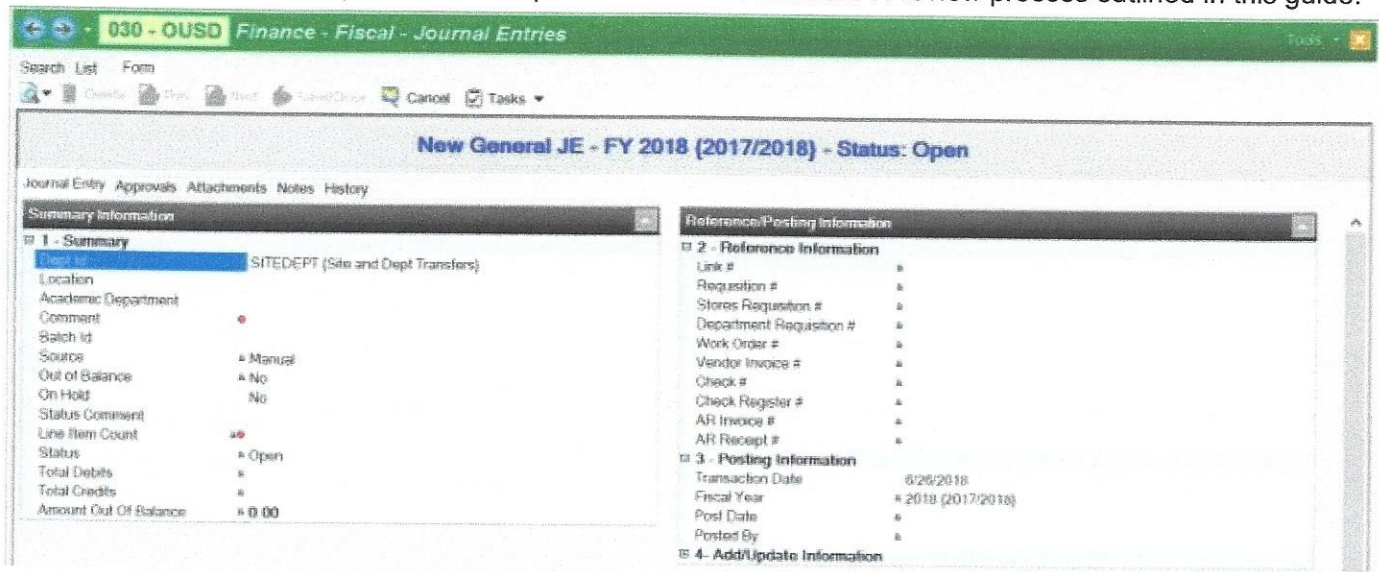 review process outlined in this guide.
030 - OUSD Finance - Fiscal - Journal Entries
Tools
Search List Form
Cancel Tasks
New General JE - FY 2018 (2017/2018) - Status: Open
Journal Entry Approvals Attachments Notes History
Summary Information
1 - Summary
Dept Id SITEDEPT (Site and Dept Transfers)
Location
Academic Department
Comment
Batch Id
Source Manual
Out of Balance No
On Hold No
Status Comment
Line Item Count
Status Open
Total Debits
Total Credits
Amount Out Of Balance 0.00
Reference/Posting Information
2 - Reference Information
Link #
Requisition #
Stores Requisition #
Department Requisition #
Work Order #
Vendor Invoice #
Check #
Check Register #
AR Invoice #
AR Receipt #
3 - Posting Information
Transaction Date 6/26/2018
Fiscal Year 2018 (2017/2018)
Post Date
Posted By
4- Add/Update Information